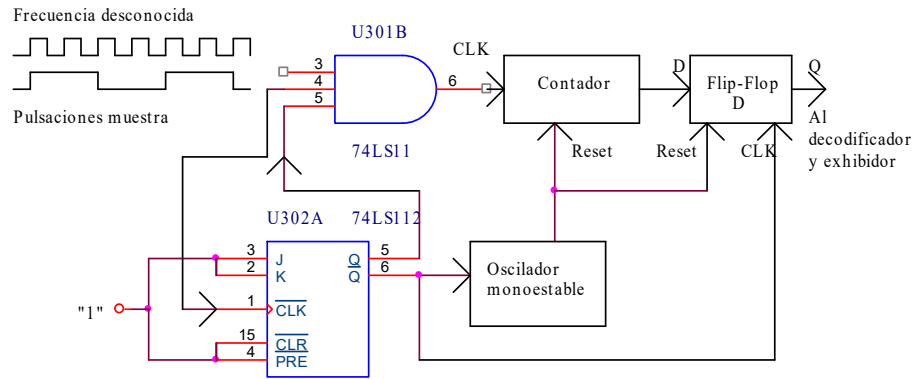 Frecuencia desconocida
Pulsaciones muestra
U301B
3
4
5
6
74LS11
CLK
Contador
D
Flip-Flop
D
Q
Al
decodificador
y exhibidor
Reset
Reset
CLK
U302A
74LS112
3
2
1
15
4
J
K
CLK
CLR
PRE
Q
Q
5
6
"1"
Oscilador
monoestable